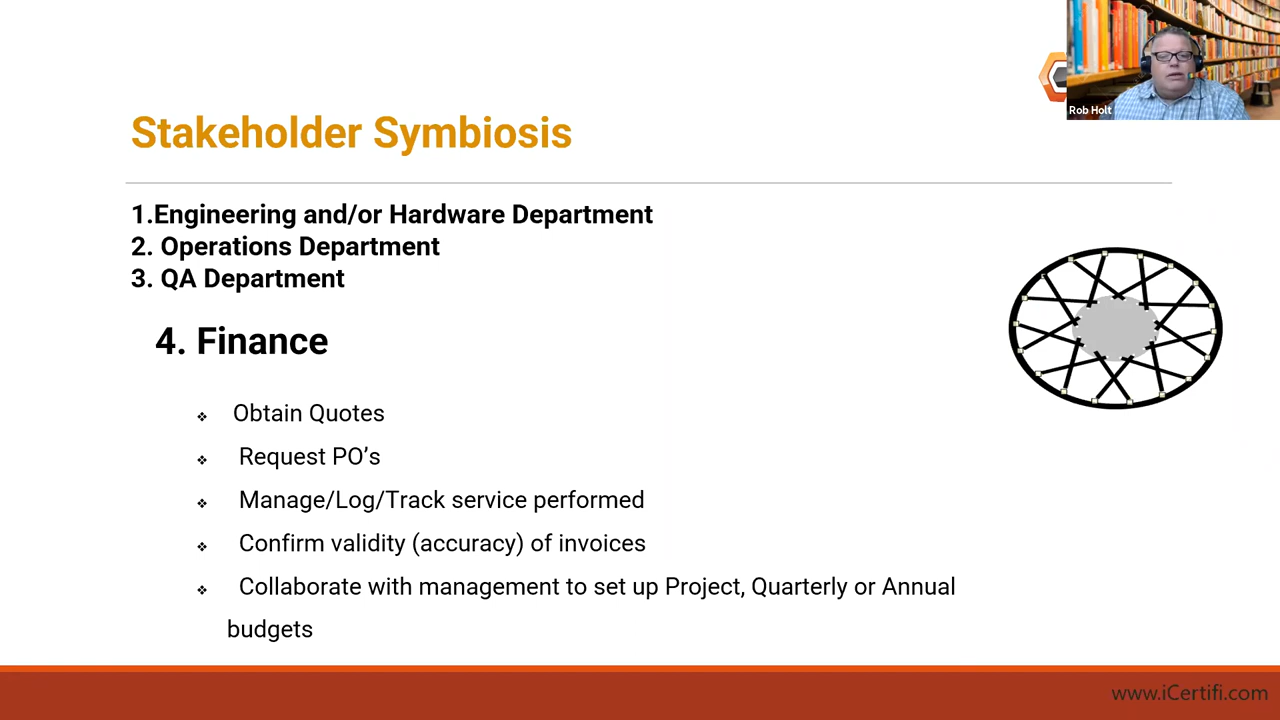 Rob Holt
Stakeholder Symbiosis
1.Engineering and/or Hardware Department
2. Operations Department
3. QA Department
4. Finance
❖ Obtain Quotes
❖ Request PO’s
❖ Manage/Log/Track service performed
❖ Confirm validity (accuracy) of invoices
❖ Collaborate with management to set up Project, Quarterly or Annual
budgets
www.iCertifi.com